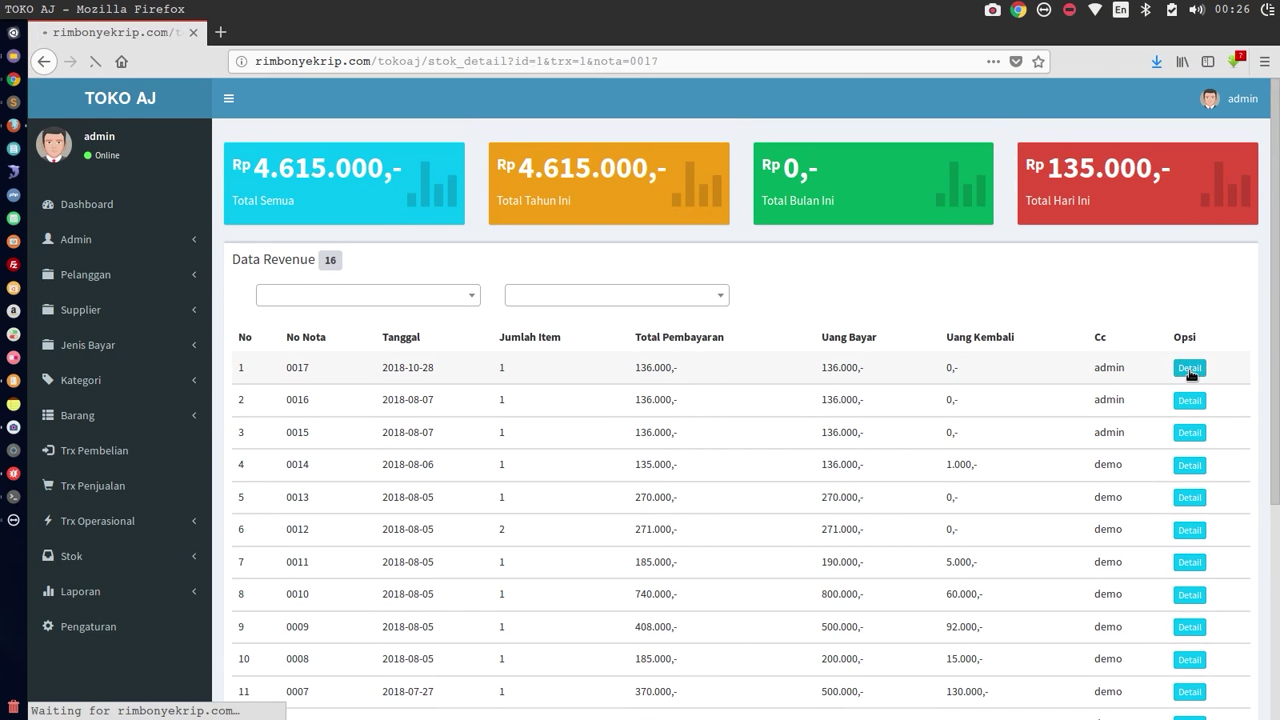 TOKO AJ - Mozilla Firefox
En
00:26
rimbonyekrip.com/t
rimbonyekrip.com/tokoaj/stok_detail?id=1&trx=1&nota=0017
7
TOKO AJ
admin
admin
Online
Dashboard
Admin
Pelanggan
Supplier
Jenis Bayar
Kategori
Barang
Trx Pembelian
Trx Penjualan
Trx Operasional
Stok
Laporan
Pengaturan
Rp 4.615.000,-
Total Semua
Rp 4.615.000,-
Total Tahun Ini
Rp 0,-
Total Bulan Ini
Rp 135.000,-
Total Hari Ini
Data Revenue 16
No No Nota Tanggal Jumlah Item Total Pembayaran Uang Bayar Uang Kembali Cc Opsi
1 0017 2018-10-28 1 136.000,- 136.000,- 0,- admin Detail
2 0016 2018-08-07 1 136.000,- 136.000,- 0,- admin Detail
3 0015 2018-08-07 1 136.000,- 136.000,- 0,- admin Detail
4 0014 2018-08-06 1 135.000,- 136.000,- 1.000,- demo Detail
5 0013 2018-08-05 1 270.000,- 270.000,- 0,- demo Detail
6 0012 2018-08-05 2 271.000,- 271.000,- 0,- demo Detail
7 0011 2018-08-05 1 185.000,- 190.000,- 5.000,- demo Detail
8 0010 2018-08-05 1 740.000,- 800.000,- 60.000,- demo Detail
9 0009 2018-08-05 1 408.000,- 500.000,- 92.000,- demo Detail
10 0008 2018-08-05 1 185.000,- 200.000,- 15.000,- demo Detail
11 0007 2018-07-27 1 370.000,- 500.000,- 130.000,- demo Detail
Waiting for rimbonyekrip.com…